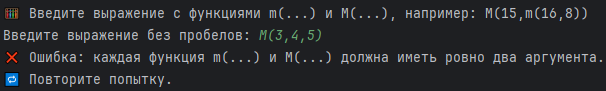 🧮 Введите выражение с функциями m(...) и M(...), например: M(15,m(16,8))
Введите выражение без пробелов: M(3,4,5)
❌ Ошибка: каждая функция m(...) и M(...) должна иметь ровно два аргумента.
🔁 Повторите попытку.